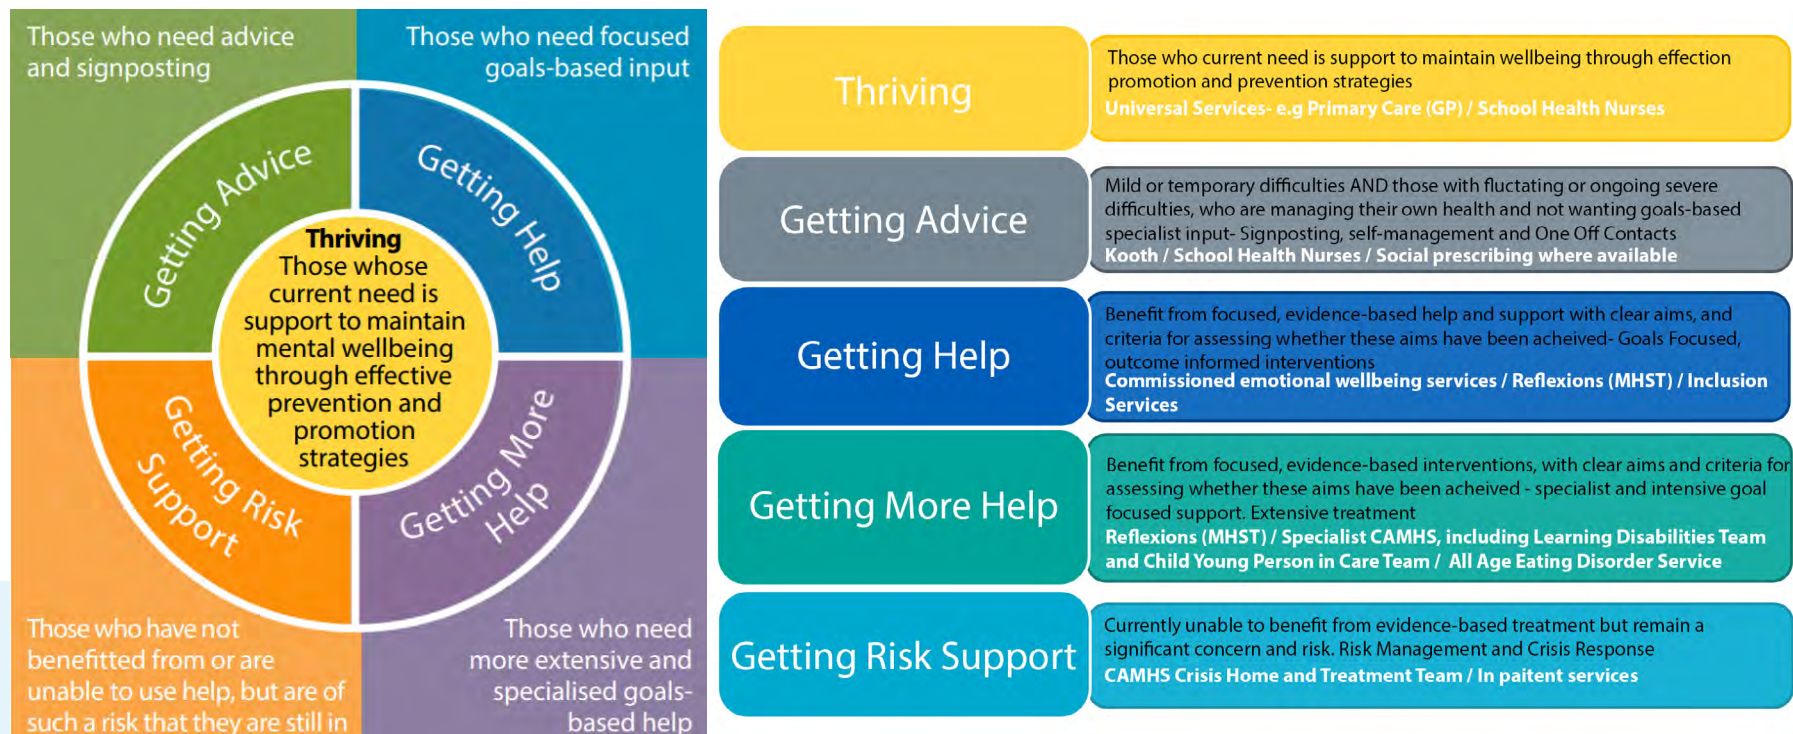 Those who need advice
and signposting
Those who need focused
goals-based input
Getting Advice
Getting Help
Thriving
Those whose
current need is
support to maintain
mental wellbeing
through effective
prevention and
promotion
strategies
Getting Risk
Support
Getting More
Help
Those who have not
benefitted from or are
unable to use help, but are of
such a risk that they are still in
Those who need
more extensive and
specialised goals-
based help
Thriving
Those who current need is support to maintain wellbeing through effection
promotion and prevention strategies
Universal Services- e.g Primary Care (GP) / School Health Nurses
Getting Advice
Mild or temporary difficulties AND those with fluctating or ongoing severe
difficulties, who are managing their own health and not wanting goals-based
specialist input- Signposting, self-management and One Off Contacts
Kooth / School Health Nurses / Social prescribing where available
Getting Help
Benefit from focused, evidence-based help and support with clear aims, and
criteria for assessing whether these aims have been acheived- Goals Focused,
outcome informed interventions
Commissioned emotional wellbeing services / Reflexions (MHST) / Inclusion
Services
Getting More Help
Benefit from focused, evidence-based interventions, with clear aims and criteria for
assessing whether these aims have been acheived - specialist and intensive goal
focused support. Extensive treatment
Reflexions (MHST) / Specialist CAMHS, including Learning Disabilities Team
and Child Young Person in Care Team / All Age Eating Disorder Service
Getting Risk Support
Currently unable to benefit from evidence-based treatment but remain a
significant concern and risk. Risk Management and Crisis Response
CAMHS Crisis Home and Treatment Team / In paitent services